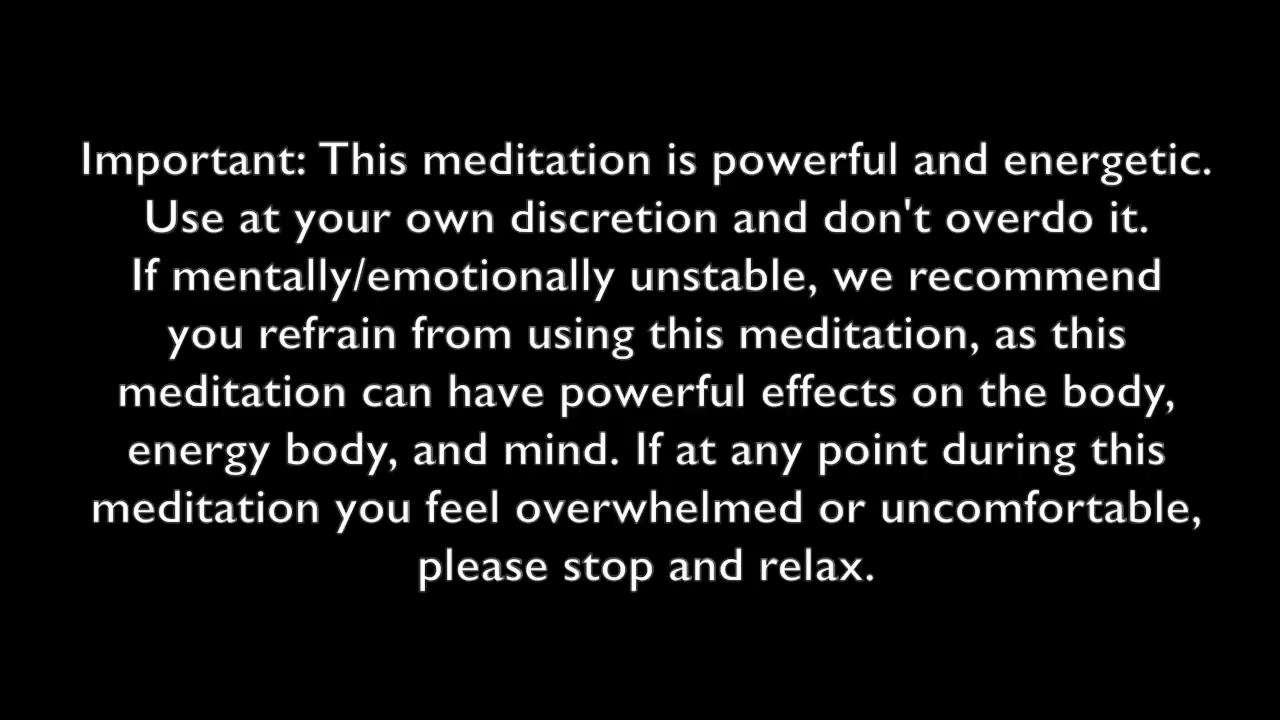 Important: This meditation is powerful and energetic.
Use at your own discretion and don't overdo it.
If mentally/emotionally unstable, we recommend
you refrain from using this meditation, as this
meditation can have powerful effects on the body,
energy body, and mind. If at any point during this
meditation you feel overwhelmed or uncomfortable,
please stop and relax.